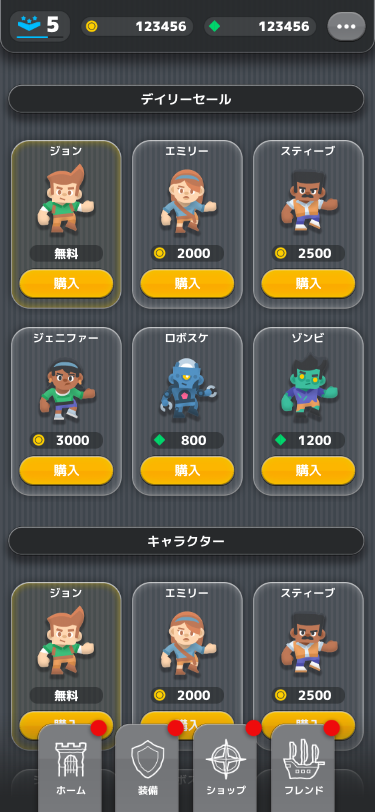 5 123456 123456
デイリーセール
ジョン エミリー スティーブ
無料 2000 2500
購入 購入 購入
ジェニファー ロボスケ ゾンビ
3000 800 1200
購入 購入 購入
キャラクター
ジョン エミリー スティーブ
無料 2000 2500
購入 購入 購入
ホーム 装備 ショップ フレンド